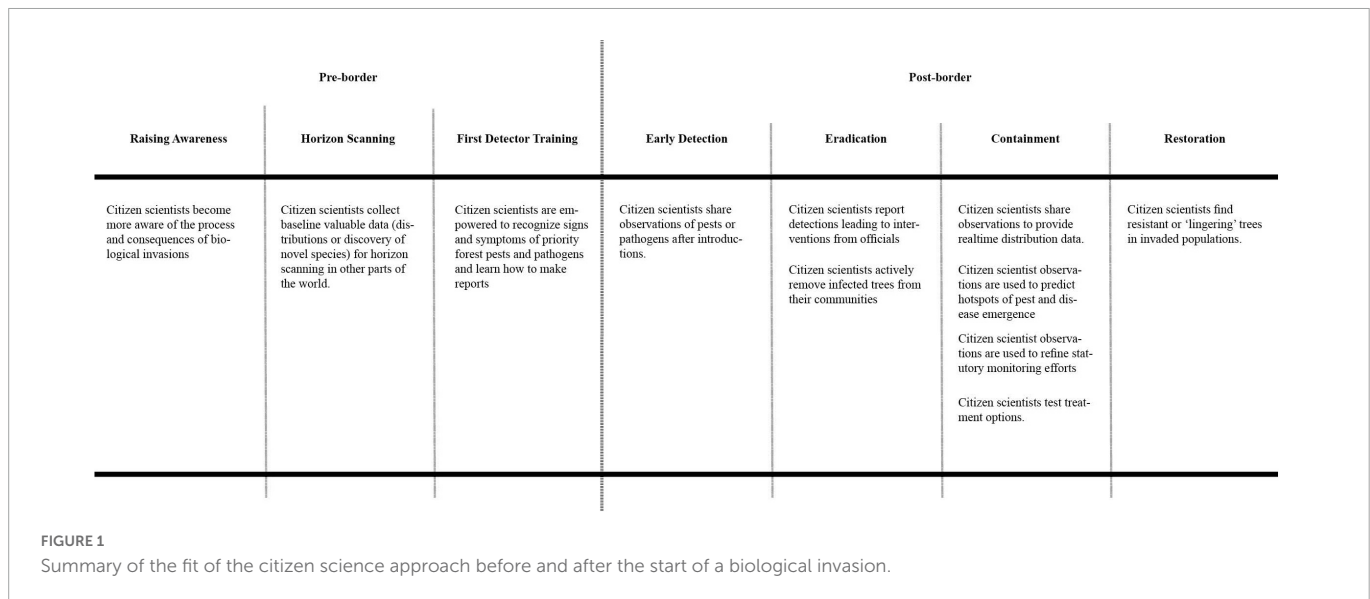 Pre-border
Post-border
Raising Awareness
Horizon Scanning
First Detector Training
Early Detection
Eradication
Containment
Restoration
Citizen scientists become
more aware of the process
and consequences of bio-
logical invasions
Citizen scientists collect
baseline valuable data (dis-
tributions or discovery of
novel species) for horizon
scanning in other parts of
the world.
Citizen scientists are em-
powered to recognize signs
and symptoms of priority
forest pests and pathogens
and learn how to make
reports
Citizen scientists share
observations of pests or
pathogens after introduc-
tions.
Citizen scientists report
detections leading to inter-
ventions from officials
Citizen scientists actively
remove infected trees from
their communities
Citizen scientists share
observations to provide
realtime distribution data.
Citizen scientist observa-
tions are used to predict
hotspots of pest and dis-
ease emergence
Citizen scientist observa-
tions are used to refine stat-
utory monitoring efforts
Citizen scientists test treat-
ment options.
Citizen scientists find
resistant or ‘lingering’ trees
in invaded populations.
FIGURE 1
Summary of the fit of the citizen science approach before and after the start of a biological invasion.